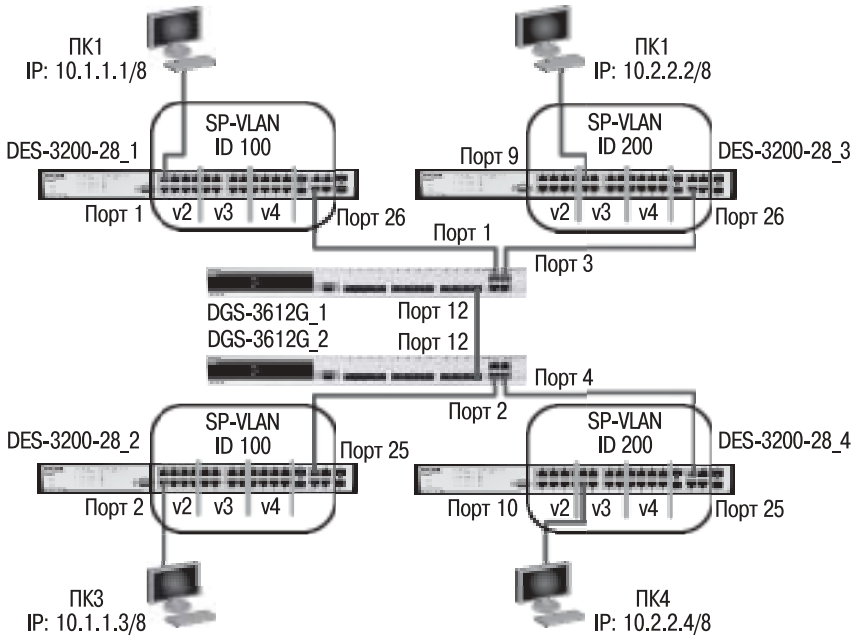 ПК1
IP: 10.1.1.1/8
ПК1
IP: 10.2.2.2/8
SP-VLAN
ID 100
SP-VLAN
ID 200
DES-3200-28_1
Порт 9
DES-3200-28_3
Порт 1
v2 v3 v4
Порт 26
v2 v3 v4
Порт 26
Порт 1
Порт 3
DGS-3612G_1
Порт 12
DGS-3612G_2
Порт 12
Порт 4
Порт 2
SP-VLAN
ID 100
SP-VLAN
ID 200
DES-3200-28_2
Порт 25
DES-3200-28_4
Порт 2
v2 v3 v4
Порт 10
v2 v3 v4
Порт 25
ПК3
IP: 10.1.1.3/8
ПК4
IP: 10.2.2.4/8